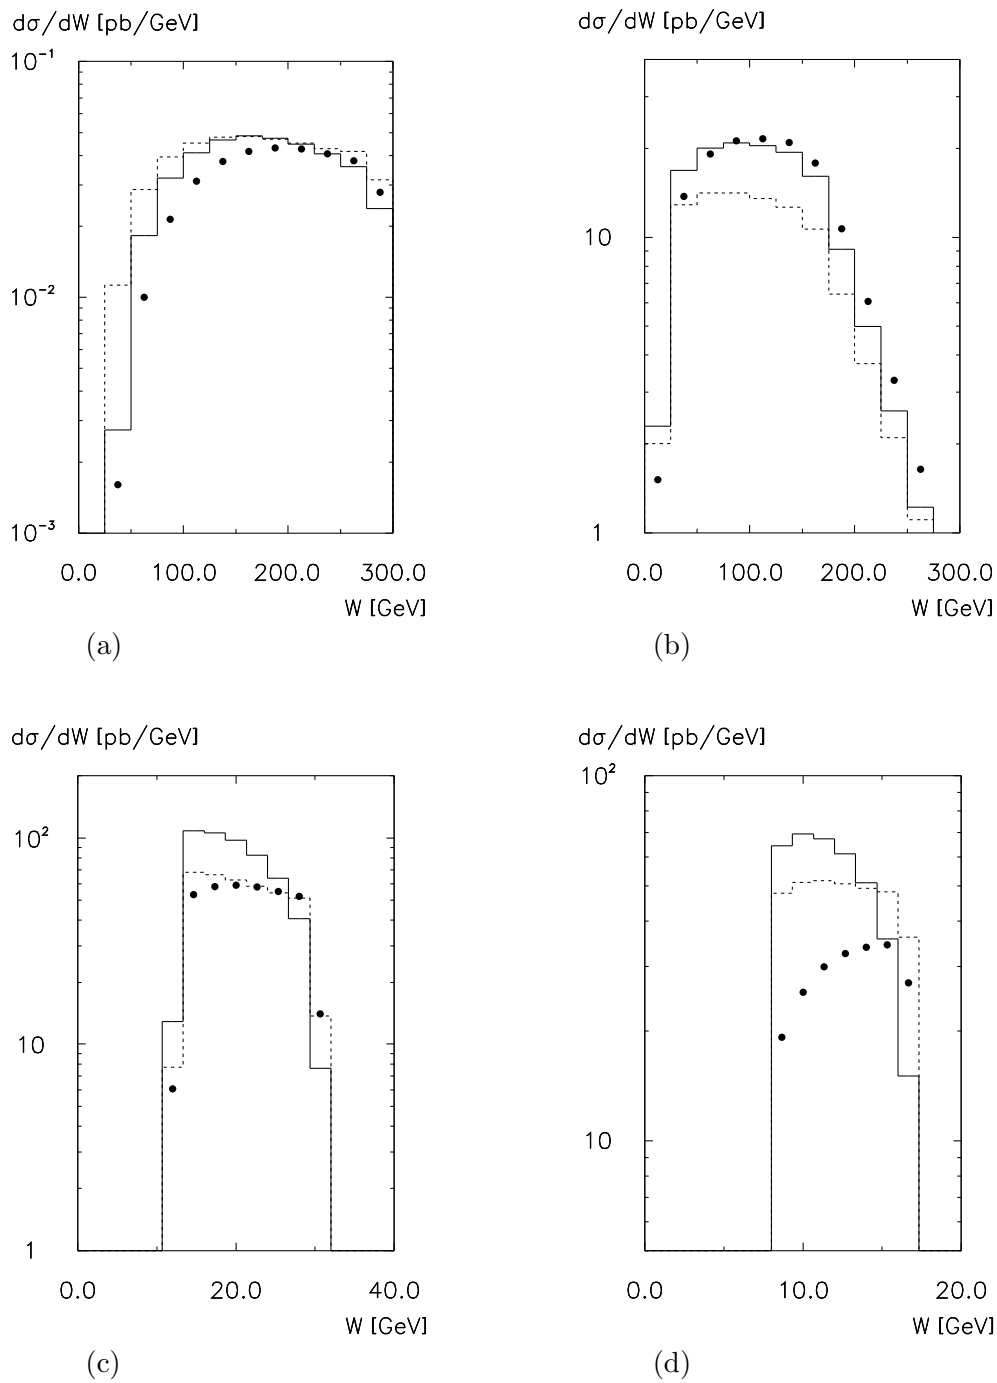 dσ/dW [pb/GeV]
10⁻¹
10⁻²
10⁻³
0.0 100.0 200.0 300.0
W [GeV]
(a)
dσ/dW [pb/GeV]
10
1
0.0 100.0 200.0 300.0
W [GeV]
(b)
dσ/dW [pb/GeV]
10²
10
1
0.0 20.0 40.0
W [GeV]
(c)
dσ/dW [pb/GeV]
10²
10
0.0 10.0 20.0
W [GeV]
(d)